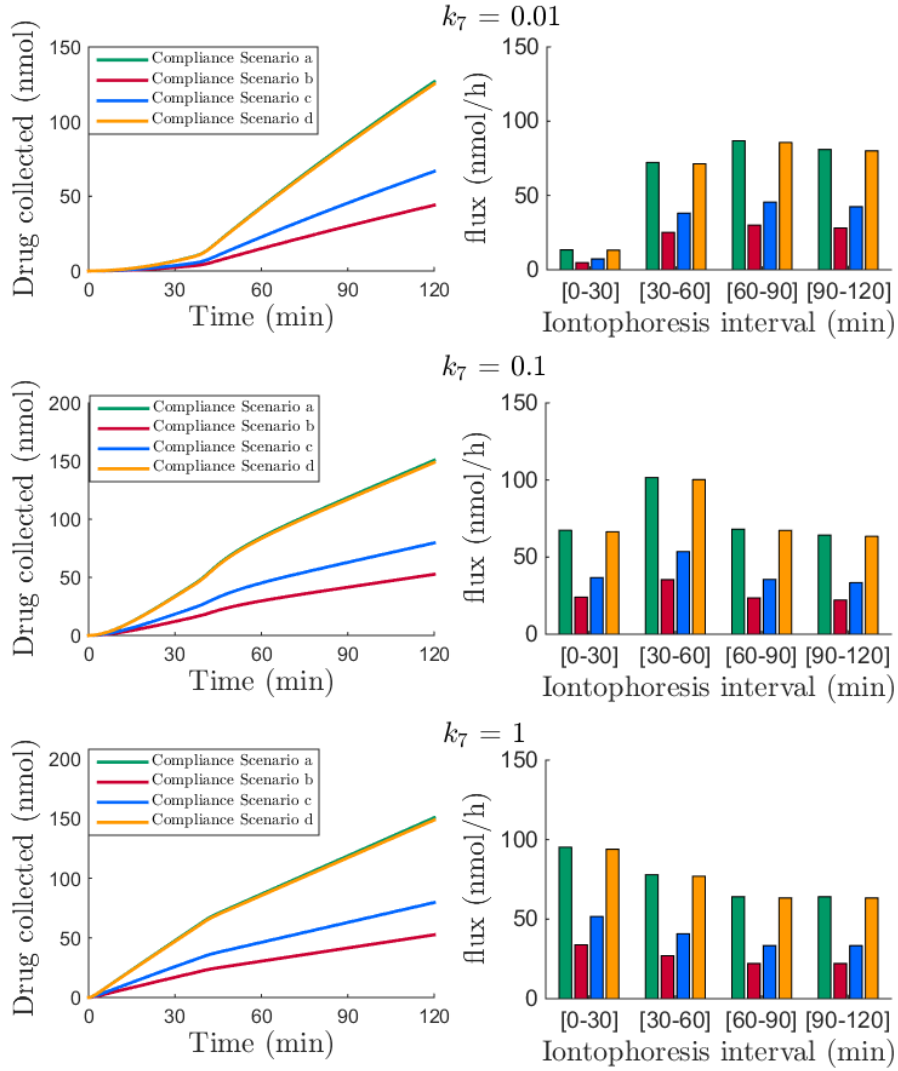 k₇ = 0.01
Drug collected (nmol)
150
100
50
0
Compliance Scenario a
Compliance Scenario b
Compliance Scenario c
Compliance Scenario d
0 30 60 90 120
Time (min)
flux (nmol/h)
150
100
50
0
[0-30] [30-60] [60-90] [90-120]
Iontophoresis interval (min)
k₇ = 0.1
Drug collected (nmol)
200
150
100
50
0
Compliance Scenario a
Compliance Scenario b
Compliance Scenario c
Compliance Scenario d
0 30 60 90 120
Time (min)
flux (nmol/h)
150
100
50
0
[0-30] [30-60] [60-90] [90-120]
Iontophoresis interval (min)
k₇ = 1
Drug collected (nmol)
200
150
100
50
0
Compliance Scenario a
Compliance Scenario b
Compliance Scenario c
Compliance Scenario d
0 30 60 90 120
Time (min)
flux (nmol/h)
150
100
50
0
[0-30] [30-60] [60-90] [90-120]
Iontophoresis interval (min)